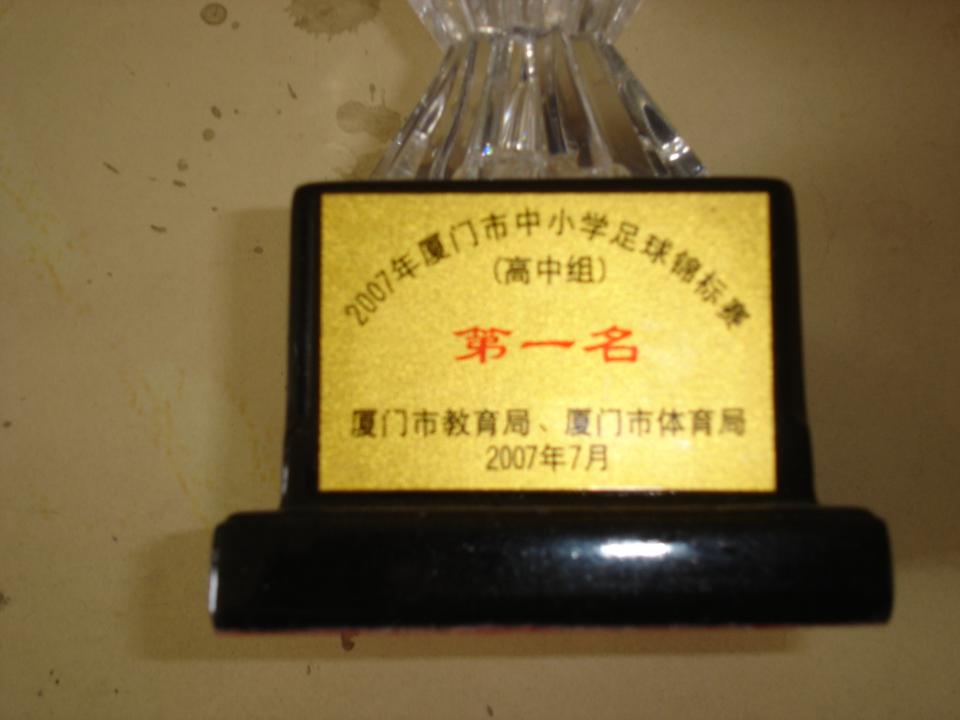 2007年厦门市中小学足球锦标赛
(高中组)
第一名
厦门市教育局、厦门市体育局
2007年7月